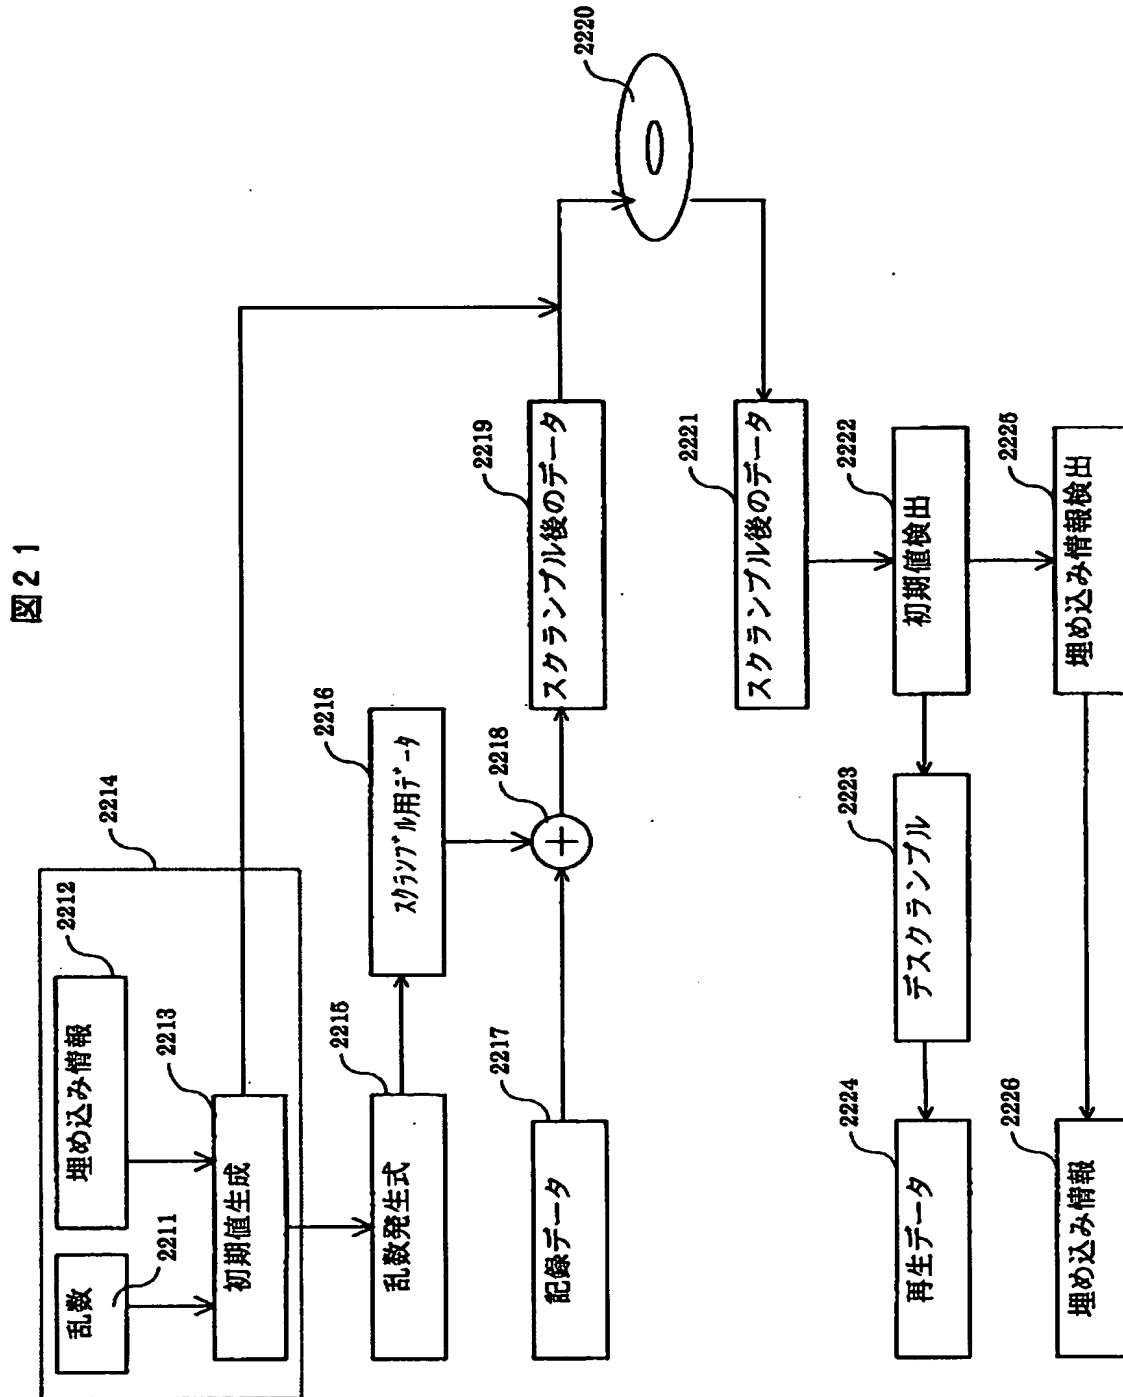 図21
2214
乱数
2211
埋め込み情報
2212
初期値生成
2213
乱数発生式
2215
スクランブル用データ
2216
記録データ
2217
2218
スクランブル後のデータ
2219
2220
スクランブル後のデータ
2221
初期値検出
2222
デスクランブル
2223
再生データ
2224
埋め込み情報検出
2225
埋め込み情報
2226